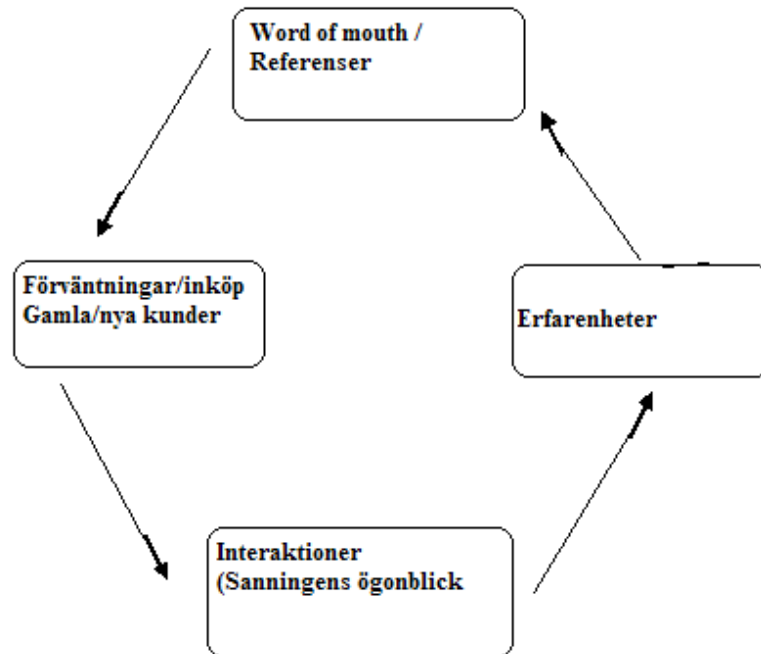 Word of mouth /
Referenser
Förväntningar/inköp
Gamla/nya kunder
Erfarenheter
Interaktioner
(Sanningens ögonblick